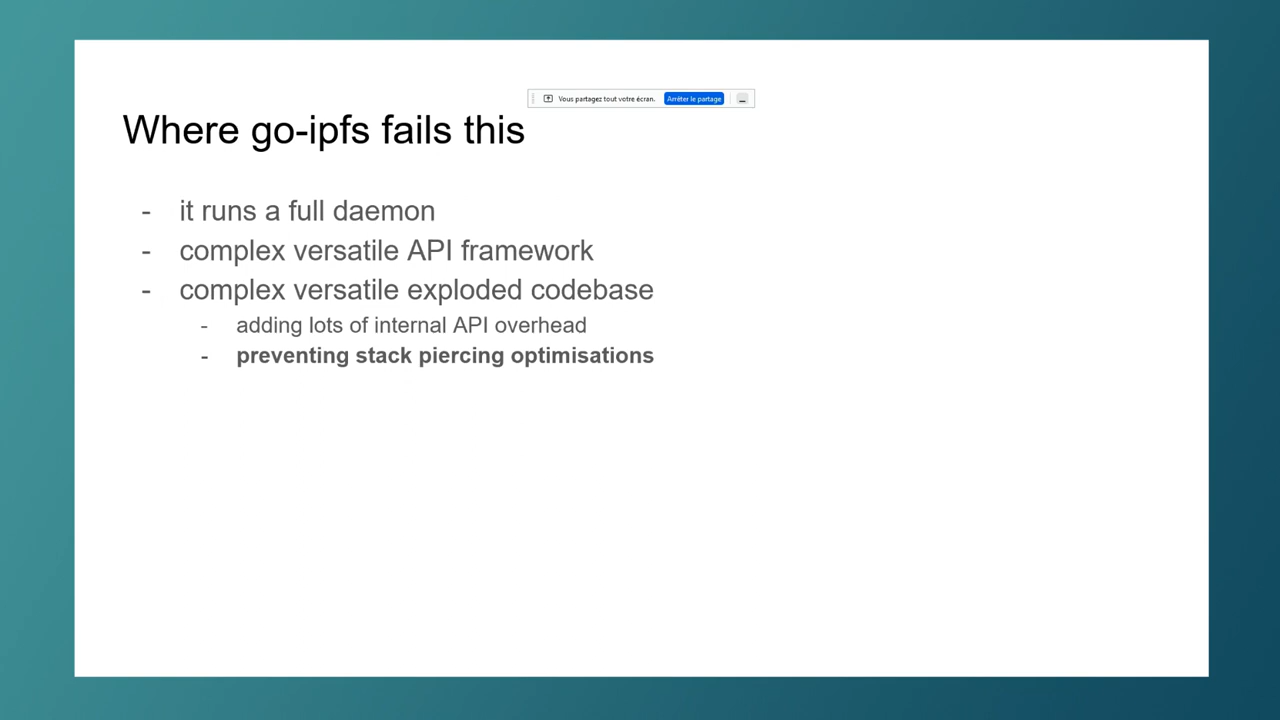 Vous partagez tout votre écran. Arrêter le partage
Where go-ipfs fails this
- it runs a full daemon
- complex versatile API framework
- complex versatile exploded codebase
- adding lots of internal API overhead
- preventing stack piercing optimisations